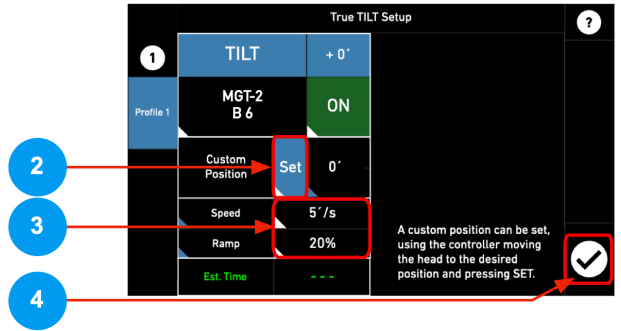 True TILT Setup
?
1
TILT
+ 0´
Profile 1
MGT-2
B 6
ON
2
Custom
Position
Set
0´
3
Speed
5´/s
Ramp
20%
A custom position can be set,
using the controller moving
the head to the desired
position and pressing SET.
Est. Time
- - -
4